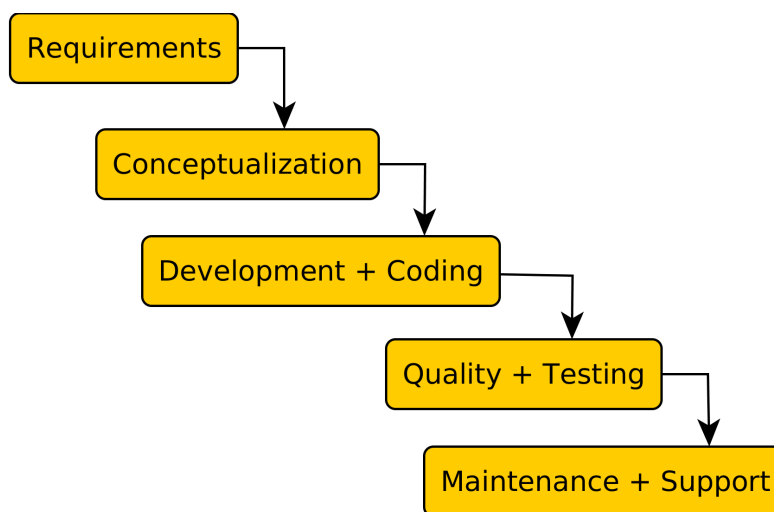 Requirements
Conceptualization
Development + Coding
Quality + Testing
Maintenance + Support